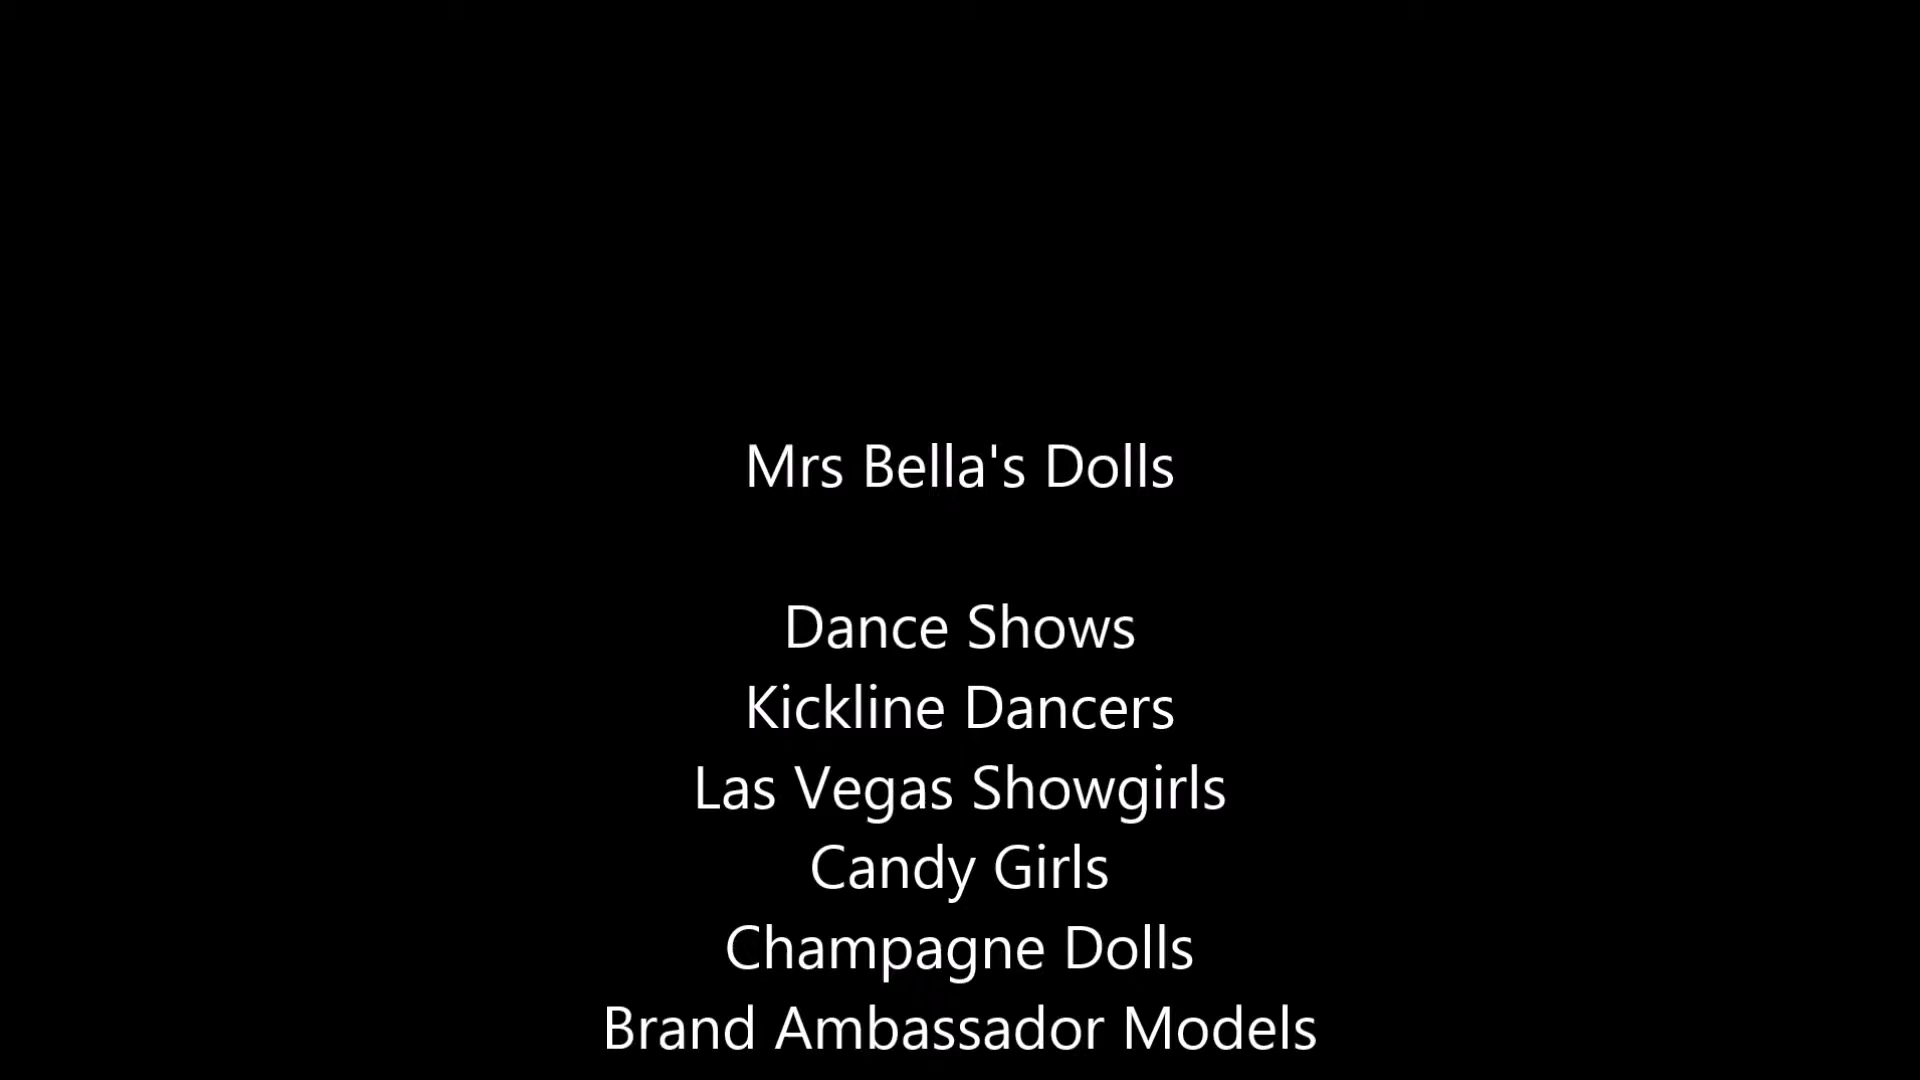 Mrs Bella's Dolls
Dance Shows
Kickline Dancers
Las Vegas Showgirls
Candy Girls
Champagne Dolls
Brand Ambassador Models